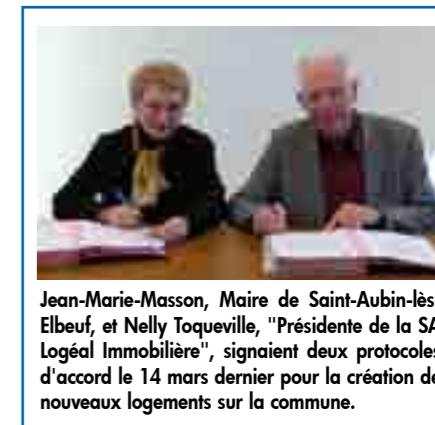 Jean-Marie-Masson, Maire de Saint-Aubin-lès
Elbeuf, et Nelly Toqueville, "Présidente de la SA
Logéal Immobilière", signaient deux protocoles
d'accord le 14 mars dernier pour la création de
nouveaux logements sur la commune.